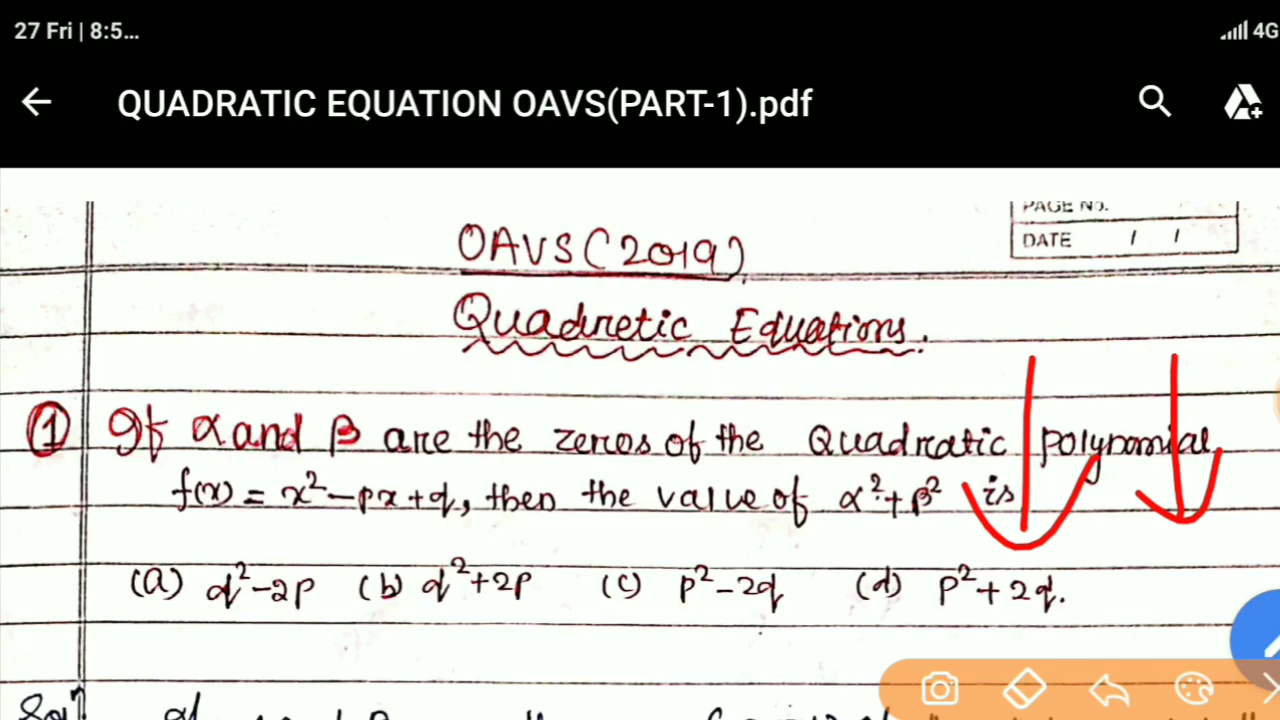 27 Fri | 8:5...
4G
QUADRATIC EQUATION OAVS(PART-1).pdf
PAGE NO.
DATE / /
OAVS(2019)
Quadretic Equations.
① If α and β are the zeros of the Quadratic polynomial
f(x) = x² - px + q, then the value of α² + β² is
(a) q² - 2p (b) q² + 2p (c) p² - 2q (d) p² + 2q.